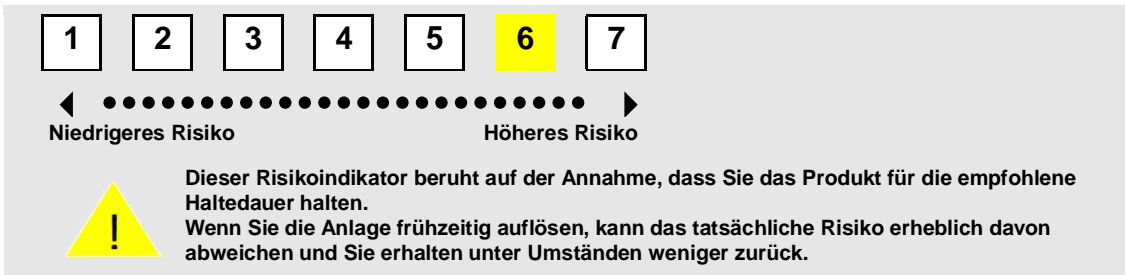 1 2 3 4 5 6 7
Niedrigeres Risiko Höheres Risiko
Dieser Risikoindikator beruht auf der Annahme, dass Sie das Produkt für die empfohlene
Haltedauer halten.
Wenn Sie die Anlage frühzeitig auflösen, kann das tatsächliche Risiko erheblich davon
abweichen und Sie erhalten unter Umständen weniger zurück.
!